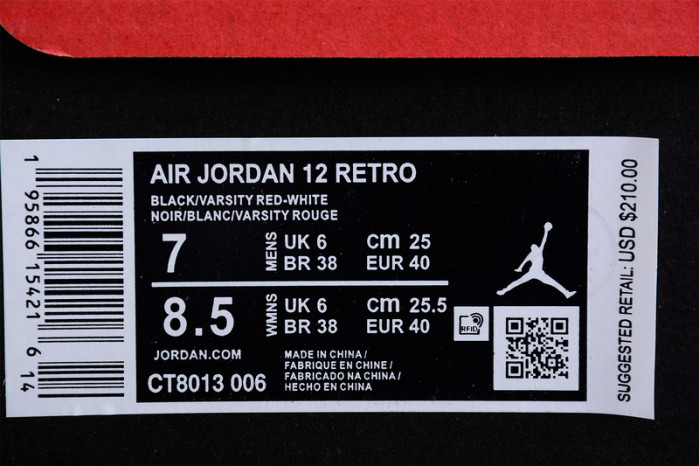 AIR JORDAN 12 RETRO
BLACK/VARSITY RED-WHITE
NOIR/BLANC/VARSITY ROUGE
7 MENS UK 6 cm 25
BR 38 EUR 40
8.5 WMNS UK 6 cm 25.5
BR 38 EUR 40
RFID
JORDAN.COM
CT8013 006
MADE IN CHINA /
FABRIQUE EN CHINE /
FABRICADO NA CHINA /
HECHO EN CHINA
1 95866 15421 6 14
SUGGESTED RETAIL: USD $210.00